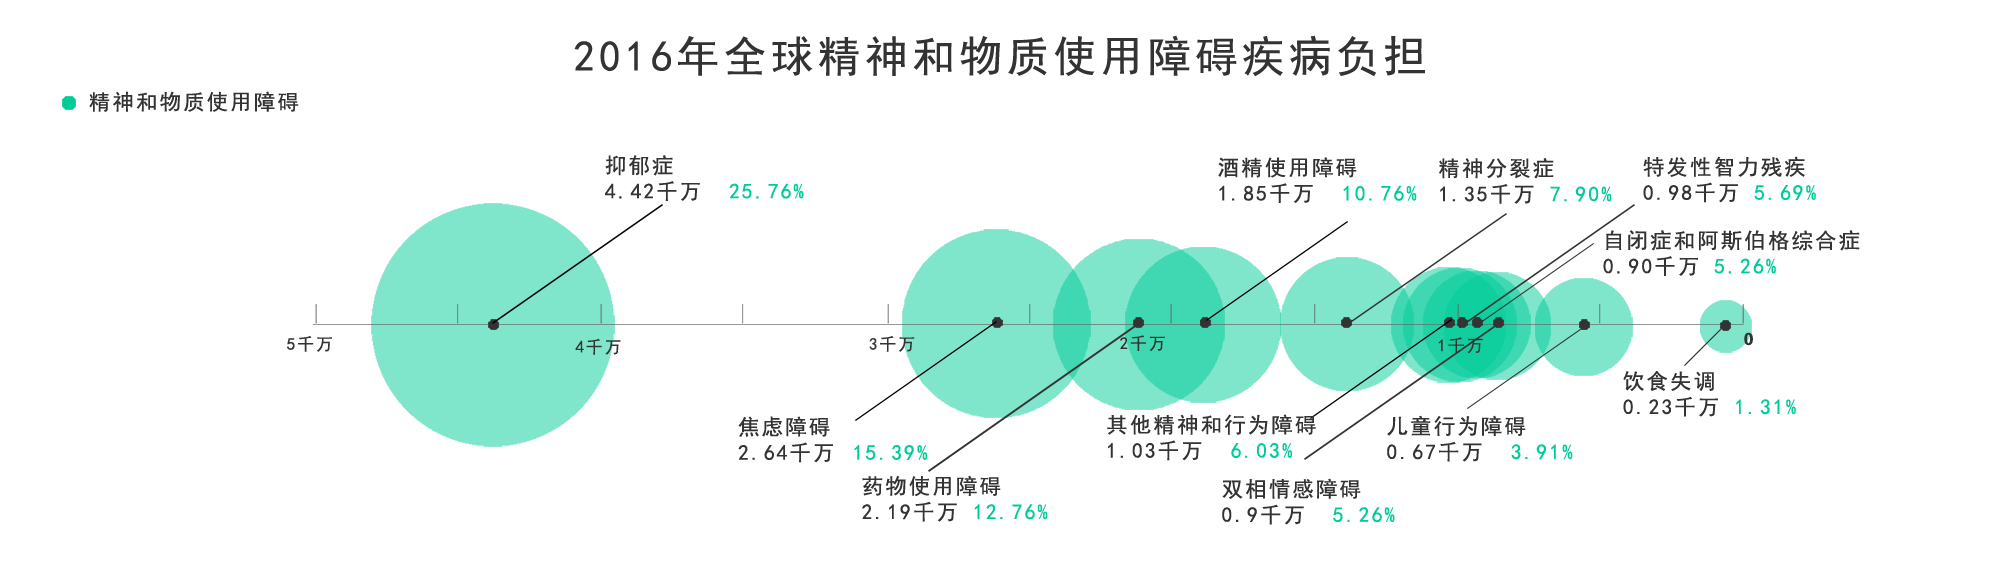 2016年全球精神和物质使用障碍疾病负担
精神和物质使用障碍
抑郁症
4.42千万 25.76%
酒精使用障碍
1.85千万 10.76%
精神分裂症
1.35千万 7.90%
特发性智力残疾
0.98千万 5.69%
自闭症和阿斯伯格综合症
0.90千万 5.26%
5千万
4千万
3千万
2千万
1千万
0
饮食失调
0.23千万 1.31%
焦虑障碍
2.64千万 15.39%
其他精神和行为障碍
1.03千万 6.03%
儿童行为障碍
0.67千万 3.91%
药物使用障碍
2.19千万 12.76%
双相情感障碍
0.9千万 5.26%